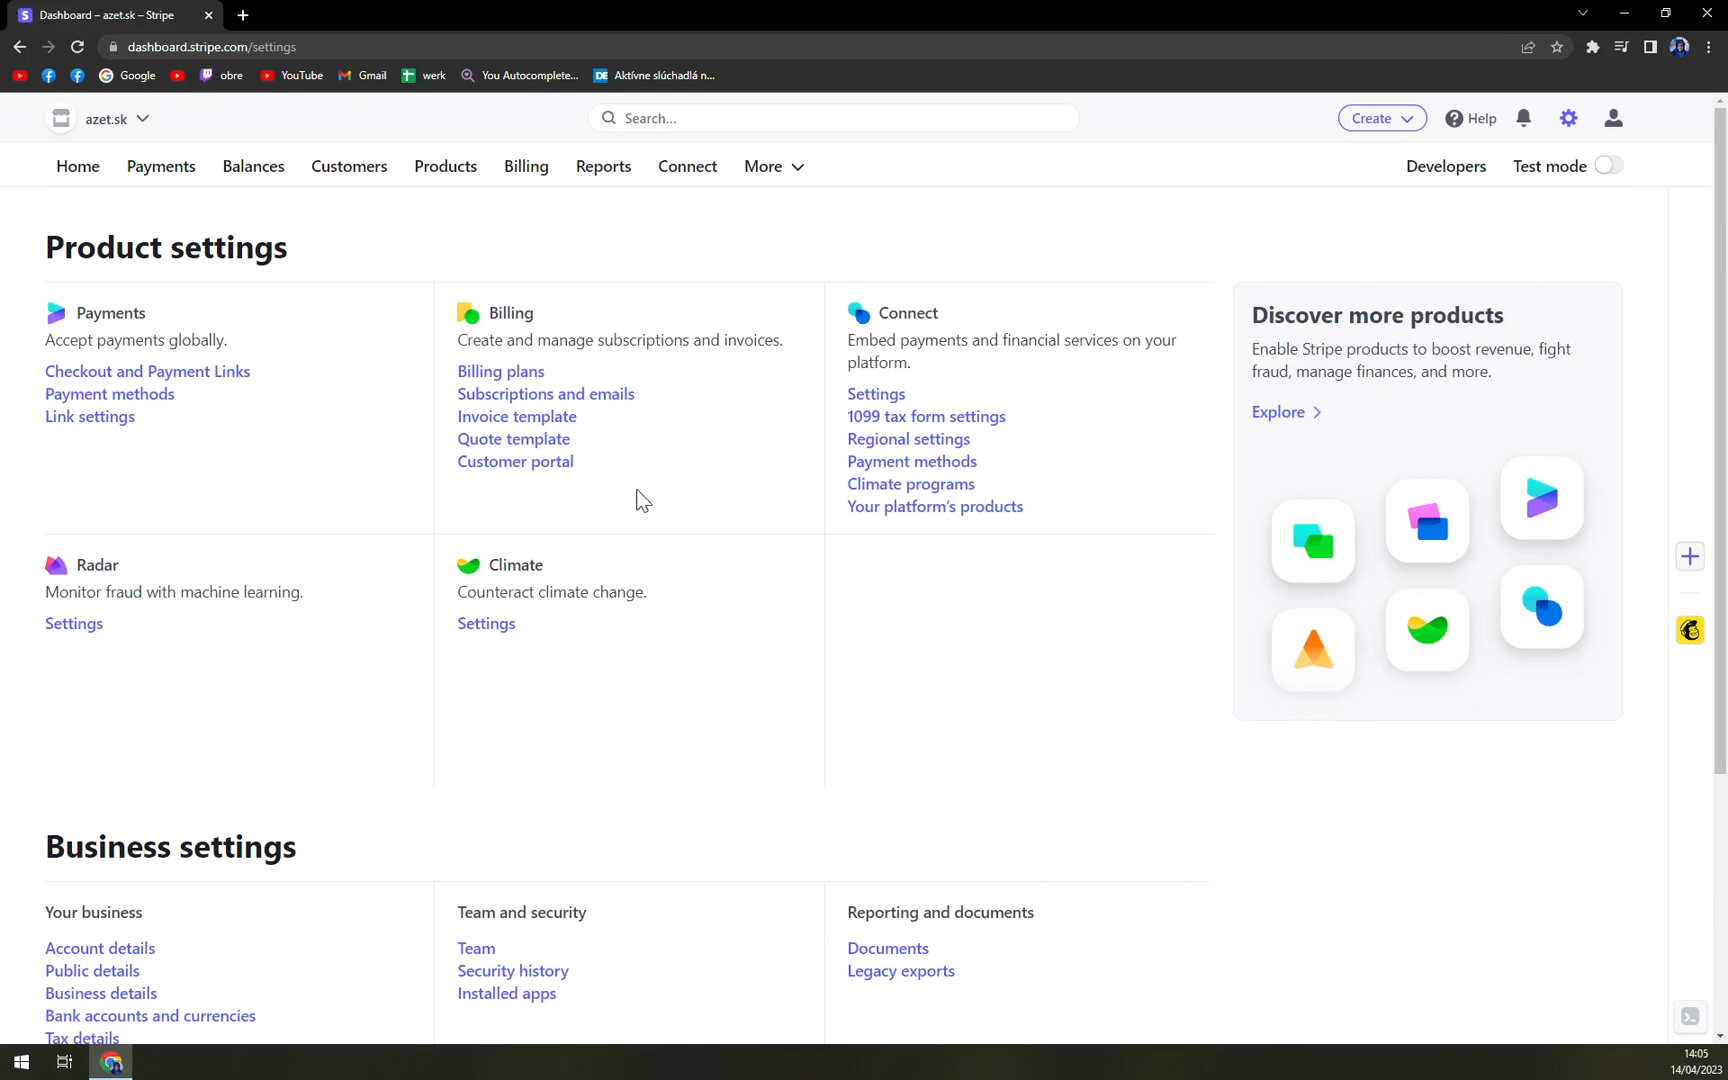 Dashboard – azet.sk – Stripe
dashboard.stripe.com/settings
Google
obre
YouTube
Gmail
werk
You Autocomplete...
DE
Aktívne slúchadlá n...
azet.sk
Search...
Create
Help
Home
Payments
Balances
Customers
Products
Billing
Reports
Connect
More
Developers
Test mode
Product settings
Payments
Accept payments globally.
Checkout and Payment Links
Payment methods
Link settings
Billing
Create and manage subscriptions and invoices.
Billing plans
Subscriptions and emails
Invoice template
Quote template
Customer portal
Connect
Embed payments and financial services on your
platform.
Settings
1099 tax form settings
Regional settings
Payment methods
Climate programs
Your platform's products
Discover more products
Enable Stripe products to boost revenue, fight
fraud, manage finances, and more.
Explore
Radar
Monitor fraud with machine learning.
Settings
Climate
Counteract climate change.
Settings
Business settings
Your business
Account details
Public details
Business details
Bank accounts and currencies
Tax details
Team and security
Team
Security history
Installed apps
Reporting and documents
Documents
Legacy exports
14:05
14/04/2023